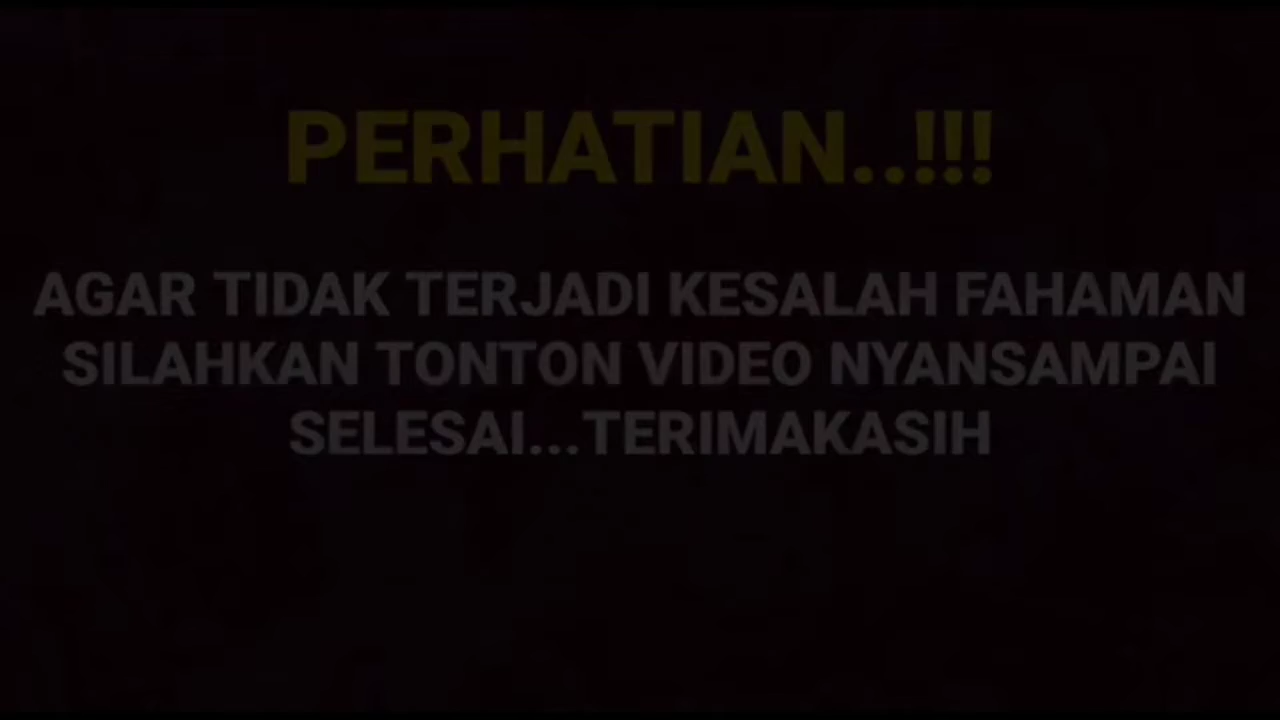 PERHATIAN..!!!
AGAR TIDAK TERJADI KESALAH FAHAMAN
SILAHKAN TONTON VIDEO NYANSAMPAI
SELESAI...TERIMAKASIH